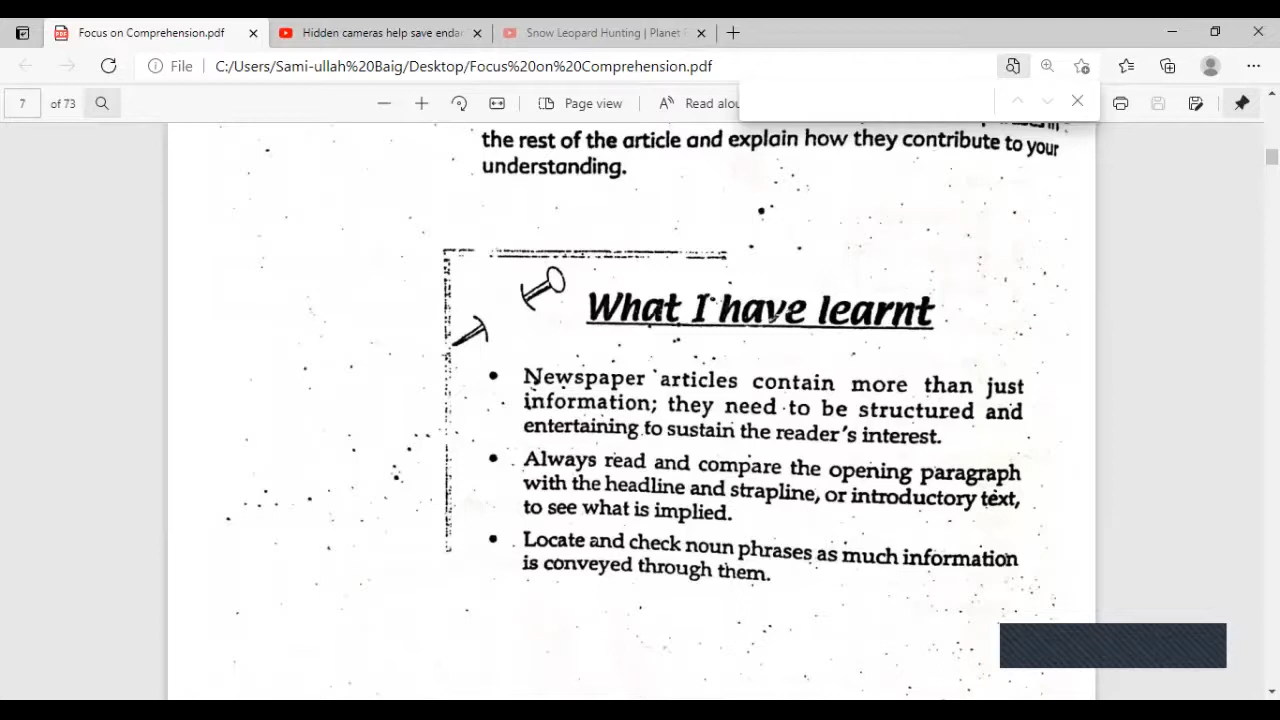 Focus on Comprehension.pdf
Hidden cameras help save enda
Snow Leopard Hunting | Planet
File C:/Users/Sami-ullah%20Baig/Desktop/Focus%20on%20Comprehension.pdf
7 of 73 Page view Read alou
the rest of the article and explain how they contribute to your
understanding.
What I have learnt
• Newspaper articles contain more than just
information; they need to be structured and
entertaining to sustain the reader's interest.
• Always read and compare the opening paragraph
with the headline and strapline, or introductory text,
to see what is implied.
• Locate and check noun phrases as much information
is conveyed through them.